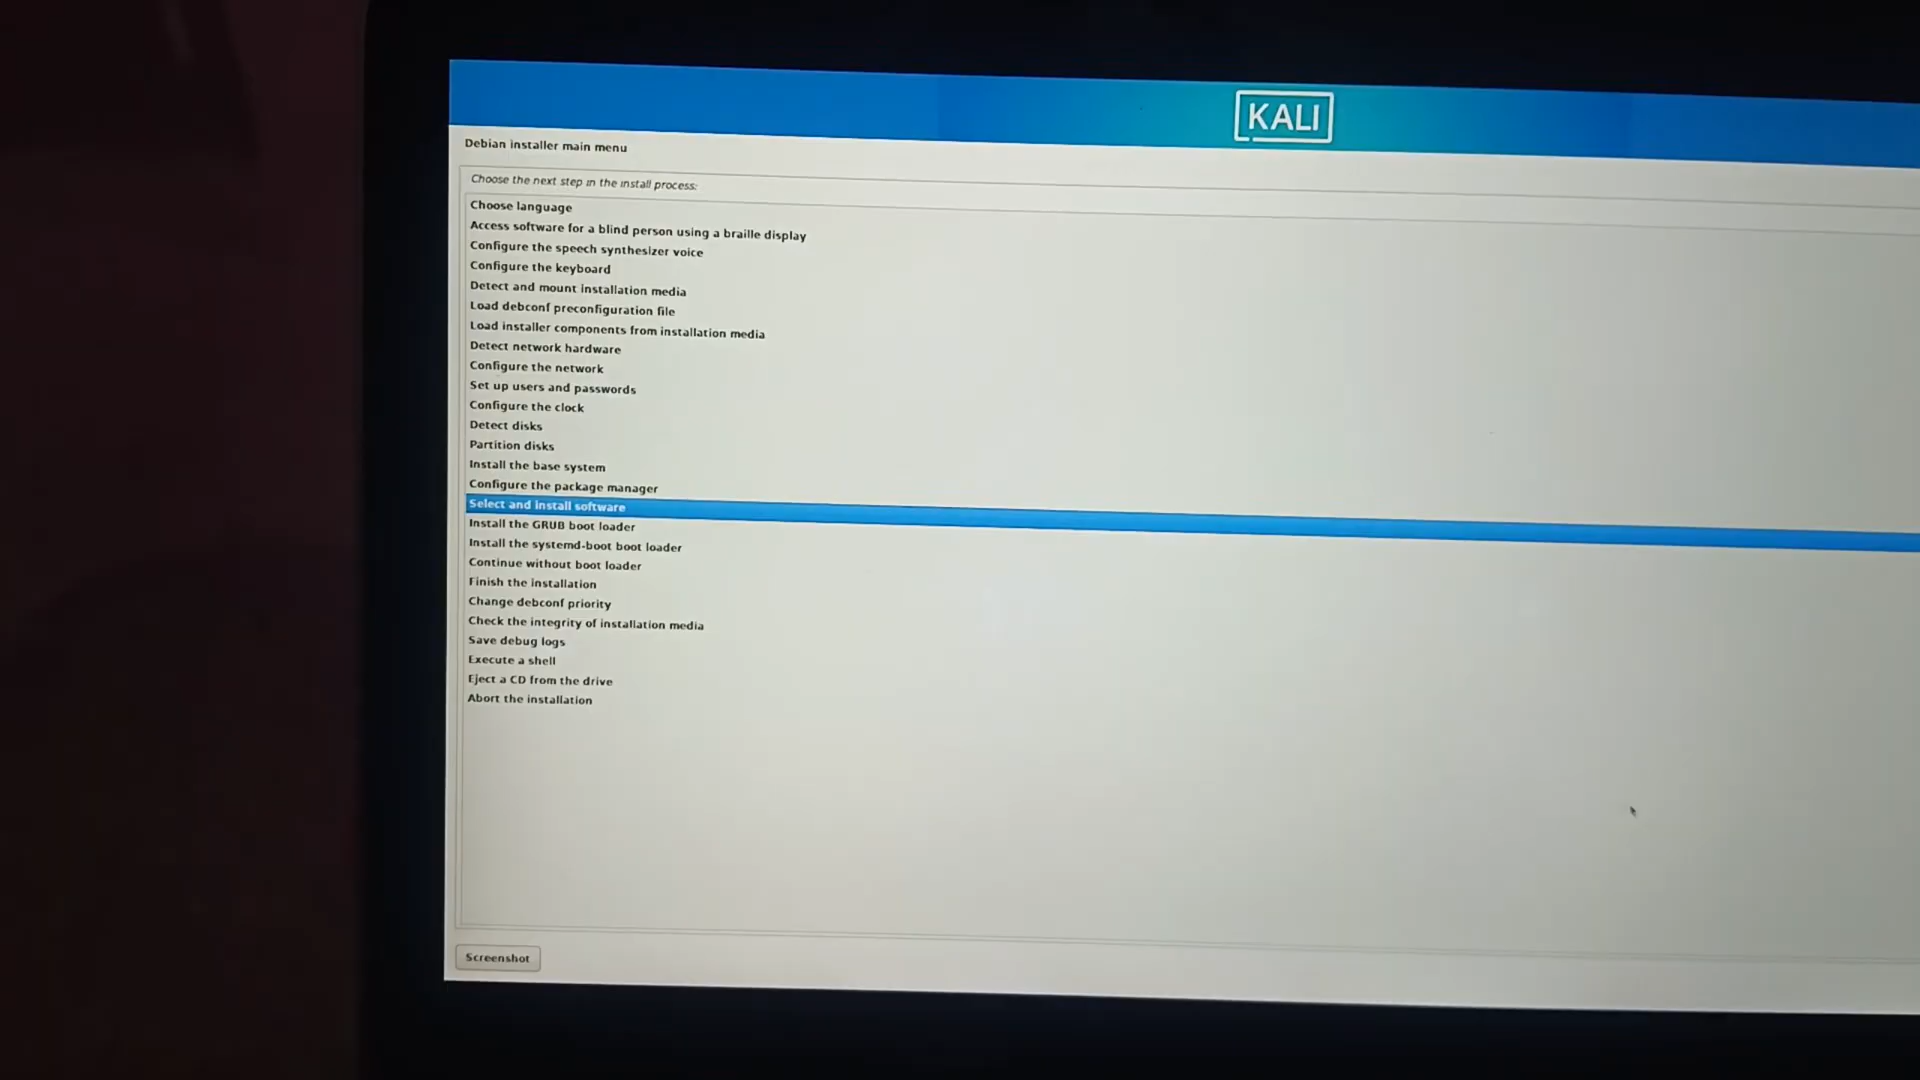 KALI
Debian installer main menu
Choose the next step in the install process:
Choose language
Access software for a blind person using a braille display
Configure the speech synthesizer voice
Configure the keyboard
Detect and mount installation media
Load debconf preconfiguration file
Load installer components from installation media
Detect network hardware
Configure the network
Set up users and passwords
Configure the clock
Detect disks
Partition disks
Install the base system
Configure the package manager
Select and install software
Install the GRUB boot loader
Install the systemd-boot boot loader
Continue without boot loader
Finish the installation
Change debconf priority
Check the integrity of installation media
Save debug logs
Execute a shell
Eject a CD from the drive
Abort the installation
Screenshot